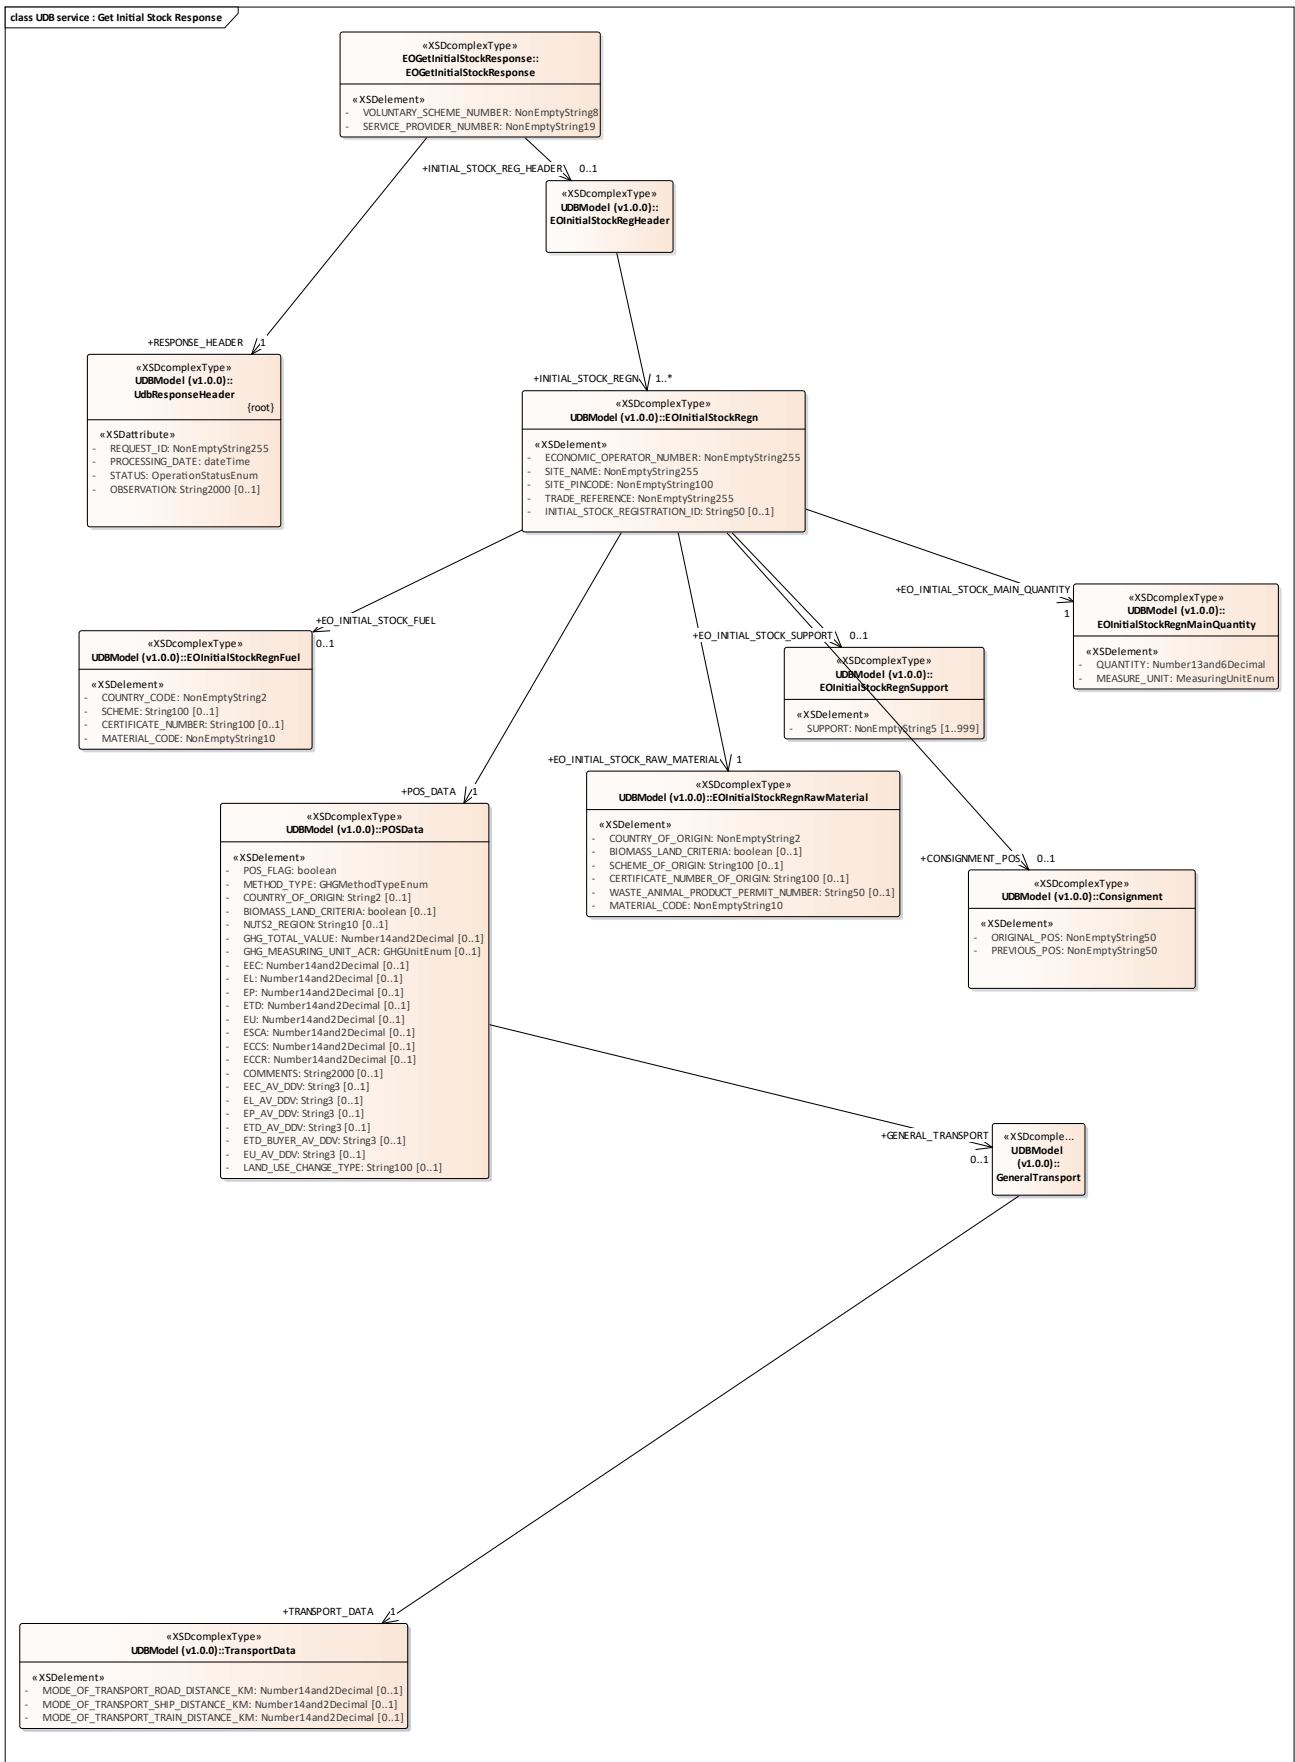 class UDB service : Get Initial Stock Response
«XSDcomplexType»
EOGetInitialStockResponse::
EOGetInitialStockResponse
«XSDelement»
- VOLUNTARY_SCHEME_NUMBER: NonEmptyString8
- SERVICE_PROVIDER_NUMBER: NonEmptyString19
+INITIAL_STOCK_REG_HEADER 0..1
«XSDcomplexType»
UDBModel (v1.0.0)::
EOInitialStockRegHeader
+RESPONSE_HEADER 1
«XSDcomplexType»
UDBModel (v1.0.0)::
UdbResponseHeader
{root}
«XSDattribute»
- REQUEST_ID: NonEmptyString255
- PROCESSING_DATE: dateTime
- STATUS: OperationStatusEnum
- OBSERVATION: String2000 [0..1]
+INITIAL_STOCK_REGN 1..*
«XSDcomplexType»
UDBModel (v1.0.0)::EOInitialStockRegn
«XSDelement»
- ECONOMIC_OPERATOR_NUMBER: NonEmptyString255
- SITE_NAME: NonEmptyString255
- SITE_PINCODE: NonEmptyString100
- TRADE_REFERENCE: NonEmptyString255
- INITIAL_STOCK_REGISTRATION_ID: String50 [0..1]
+EO_INITIAL_STOCK_MAIN_QUANTITY
1
«XSDcomplexType»
UDBModel (v1.0.0)::
EOInitialStockRegnMainQuantity
«XSDelement»
- QUANTITY: Number13and6Decimal
- MEASURE_UNIT: MeasuringUnitEnum
+EO_INITIAL_STOCK_FUEL
0..1
«XSDcomplexType»
UDBModel (v1.0.0)::EOInitialStockRegnFuel
«XSDelement»
- COUNTRY_CODE: NonEmptyString2
- SCHEME: String100 [0..1]
- CERTIFICATE_NUMBER: String100 [0..1]
- MATERIAL_CODE: NonEmptyString10
+EO_INITIAL_STOCK_SUPPORT 0..1
«XSDcomplexType»
UDBModel (v1.0.0)::
EOInitialStockRegnSupport
«XSDelement»
- SUPPORT: NonEmptyString5 [1..999]
+EO_INITIAL_STOCK_RAW_MATERIAL 1
«XSDcomplexType»
UDBModel (v1.0.0)::EOInitialStockRegnRawMaterial
«XSDelement»
- COUNTRY_OF_ORIGIN: NonEmptyString2
- BIOMASS_LAND_CRITERIA: boolean [0..1]
- SCHEME_OF_ORIGIN: String100 [0..1]
- CERTIFICATE_NUMBER_OF_ORIGIN: String100 [0..1]
- WASTE_ANIMAL_PRODUCT_PERMIT_NUMBER: String50 [0..1]
- MATERIAL_CODE: NonEmptyString10
+POS_DATA 1
«XSDcomplexType»
UDBModel (v1.0.0)::POSData
«XSDelement»
- POS_FLAG: boolean
- METHOD_TYPE: GHGMethodTypeEnum
- COUNTRY_OF_ORIGIN: String2 [0..1]
- BIOMASS_LAND_CRITERIA: boolean [0..1]
- NUTS2_REGION: String10 [0..1]
- GHG_TOTAL_VALUE: Number14and2Decimal [0..1]
- GHG_MEASURING_UNIT_ACR: GHGUnitEnum [0..1]
- EEC: Number14and2Decimal [0..1]
- EL: Number14and2Decimal [0..1]
- EP: Number14and2Decimal [0..1]
- ETD: Number14and2Decimal [0..1]
- EU: Number14and2Decimal [0..1]
- ESCA: Number14and2Decimal [0..1]
- ECCS: Number14and2Decimal [0..1]
- ECCR: Number14and2Decimal [0..1]
- COMMENTS: String2000 [0..1]
- EEC_AV_DDV: String3 [0..1]
- EL_AV_DDV: String3 [0..1]
- EP_AV_DDV: String3 [0..1]
- ETD_AV_DDV: String3 [0..1]
- ETD_BUYER_AV_DDV: String3 [0..1]
- EU_AV_DDV: String3 [0..1]
- LAND_USE_CHANGE_TYPE: String100 [0..1]
+CONSIGNMENT_POS 0..1
«XSDcomplexType»
UDBModel (v1.0.0)::Consignment
«XSDelement»
- ORIGINAL_POS: NonEmptyString50
- PREVIOUS_POS: NonEmptyString50
+GENERAL_TRANSPORT
0..1
«XSDcomple...
UDBModel
(v1.0.0)::
GeneralTransport
+TRANSPORT_DATA 1
«XSDcomplexType»
UDBModel (v1.0.0)::TransportData
«XSDelement»
- MODE_OF_TRANSPORT_ROAD_DISTANCE_KM: Number14and2Decimal [0..1]
- MODE_OF_TRANSPORT_SHIP_DISTANCE_KM: Number14and2Decimal [0..1]
- MODE_OF_TRANSPORT_TRAIN_DISTANCE_KM: Number14and2Decimal [0..1]